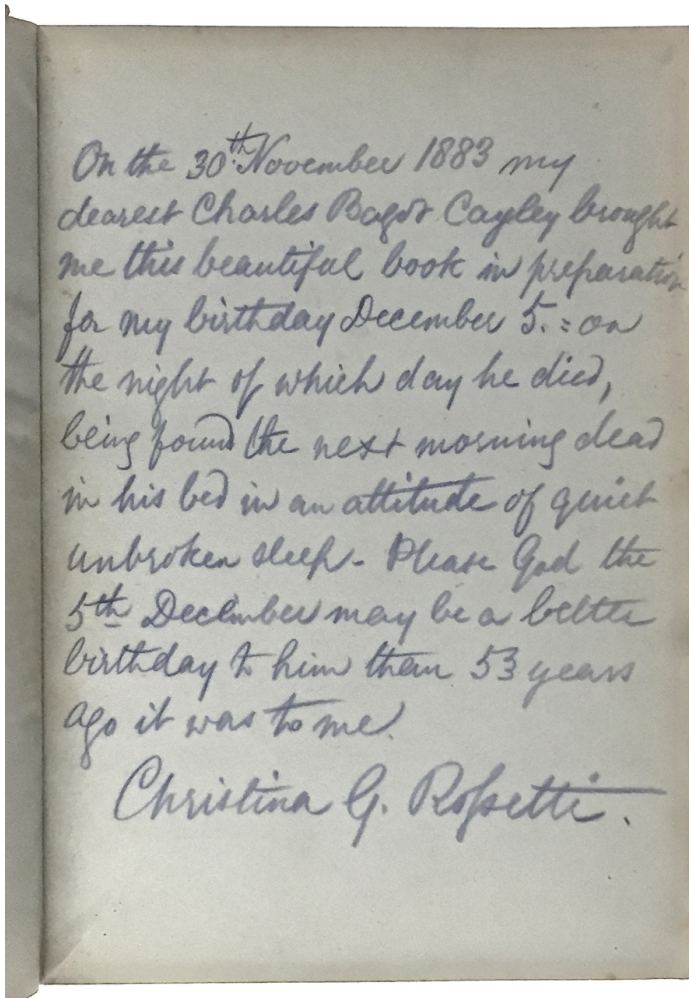 On the 30th November 1883 my
dearest Charles Bagot Cayley brought
me this beautiful book in preparation
for my birthday December 5. = on
the night of which day he died,
being found the next morning dead
in his bed in an attitude of quiet
unbroken sleep. Please God the
5th December may be a better
birthday to him than 53 years
ago it was to me.
Christina G. Rossetti.